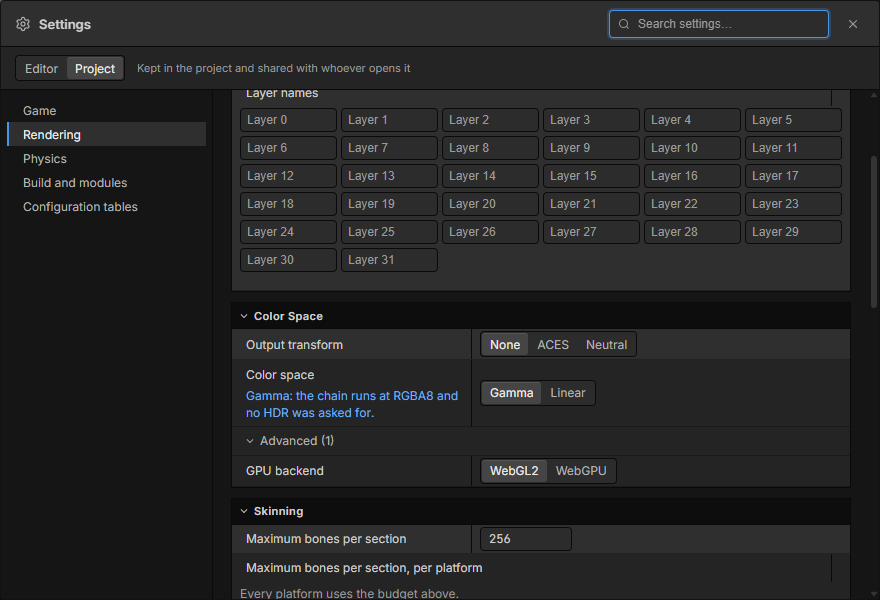 Settings
Search settings...
Editor Project Kept in the project and shared with whoever opens it
Game
Rendering
Physics
Build and modules
Configuration tables
Layer names
Layer 0 Layer 1 Layer 2 Layer 3 Layer 4 Layer 5
Layer 6 Layer 7 Layer 8 Layer 9 Layer 10 Layer 11
Layer 12 Layer 13 Layer 14 Layer 15 Layer 16 Layer 17
Layer 18 Layer 19 Layer 20 Layer 21 Layer 22 Layer 23
Layer 24 Layer 25 Layer 26 Layer 27 Layer 28 Layer 29
Layer 30 Layer 31
Color Space
Output transform None ACES Neutral
Color space
Gamma: the chain runs at RGBA8 and
no HDR was asked for.
Gamma Linear
Advanced (1)
GPU backend WebGL2 WebGPU
Skinning
Maximum bones per section 256
Maximum bones per section, per platform
Every platform uses the budget above.